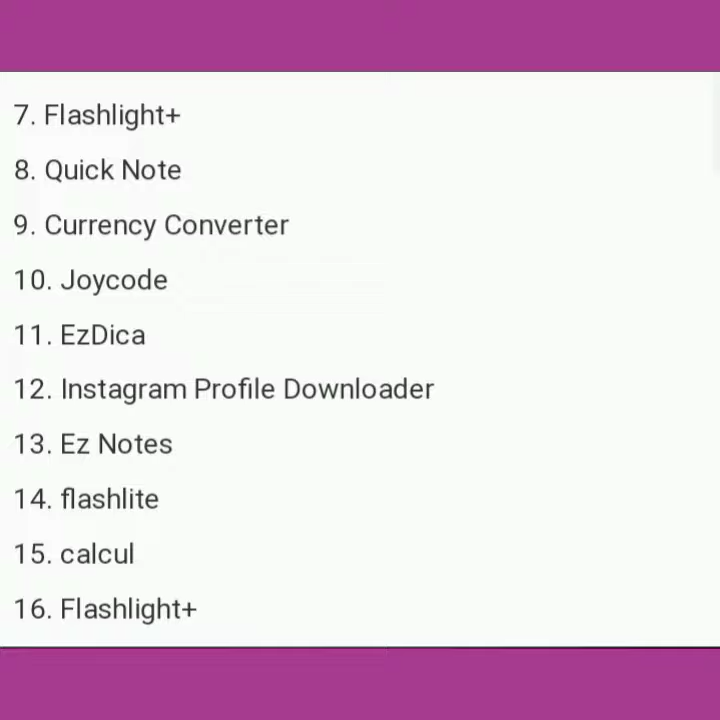 7. Flashlight+
8. Quick Note
9. Currency Converter
10. Joycode
11. EzDica
12. Instagram Profile Downloader
13. Ez Notes
14. flashlite
15. calcul
16. Flashlight+